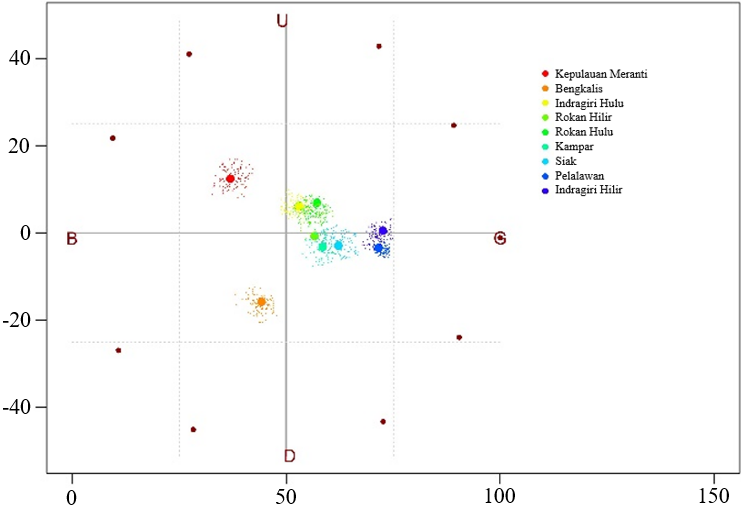 U
40
20
0
-20
-40
B
G
D
0
50
100
150
Kepulauan Meranti
Bengkalis
Indragiri Hulu
Rokan Hilir
Rokan Hulu
Kampar
Siak
Pelalawan
Indragiri Hilir